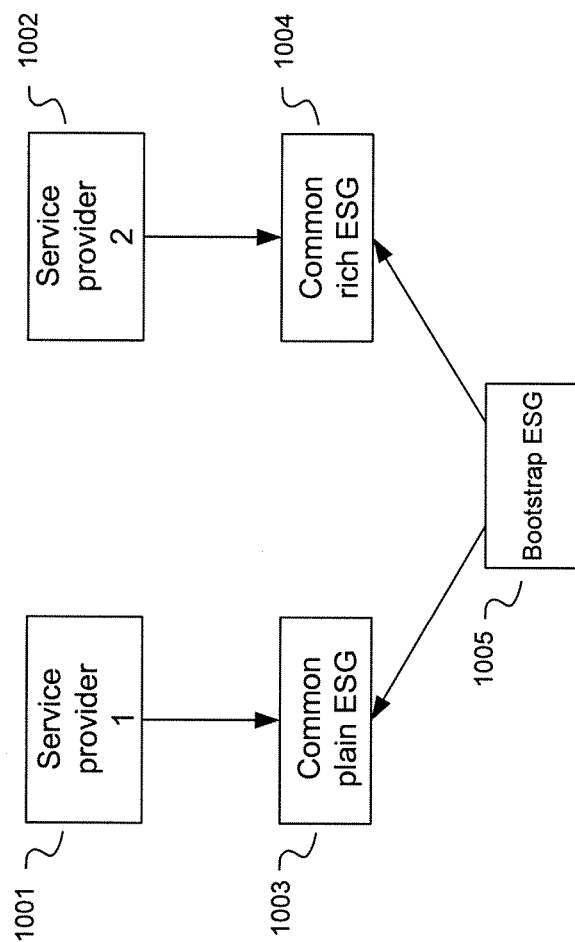 1001
Service
provider
1
1002
Service
provider
2
1003
Common
plain ESG
1004
Common
rich ESG
1005
Bootstrap ESG